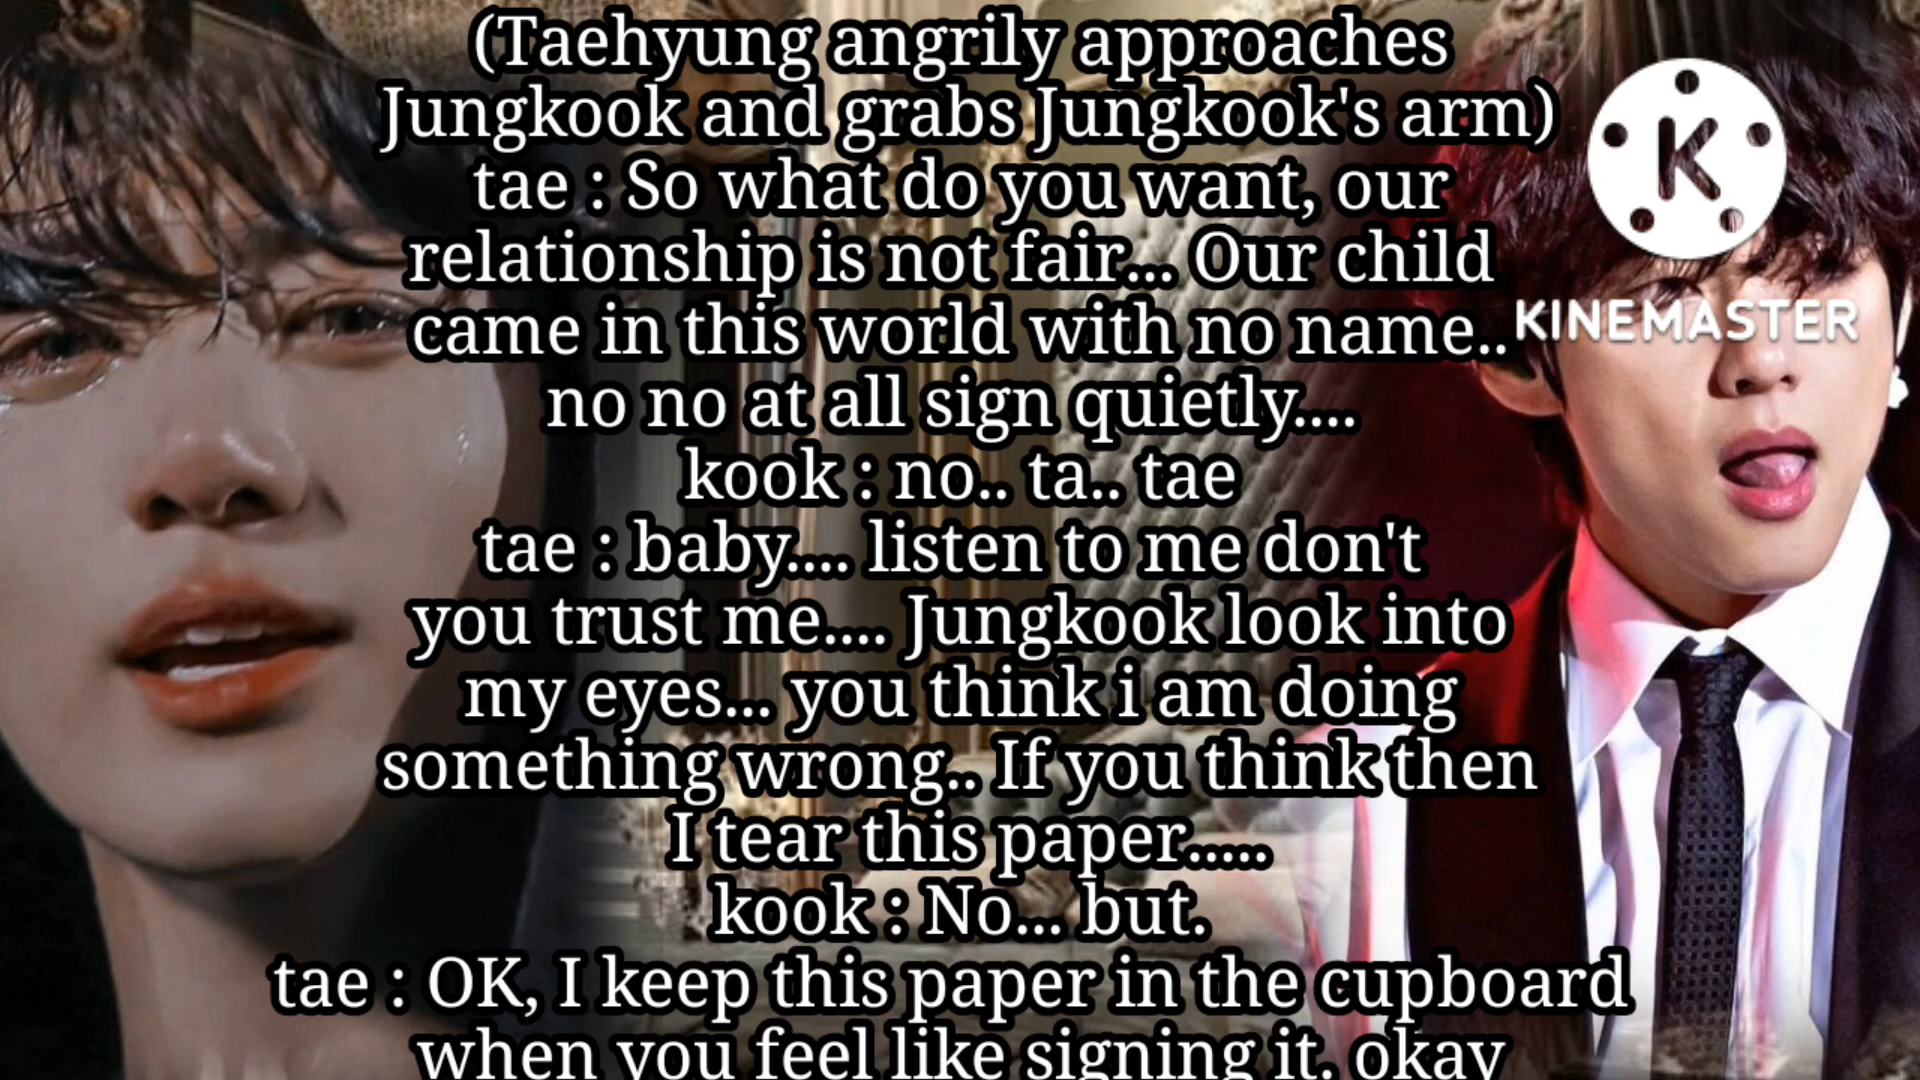 (Taehyung angrily approaches
Jungkook and grabs Jungkook's arm)
tae : So what do you want, our
relationship is not fair... Our child
came in this world with no name..
no no at all sign quietly....
kook : no.. ta.. tae
tae : baby.... listen to me don't
you trust me.... Jungkook look into
my eyes... you think i am doing
something wrong.. If you think then
I tear this paper.....
kook : No... but.
tae : OK, I keep this paper in the cupboard
when you feel like signing it. okay
K
KINEMASTER